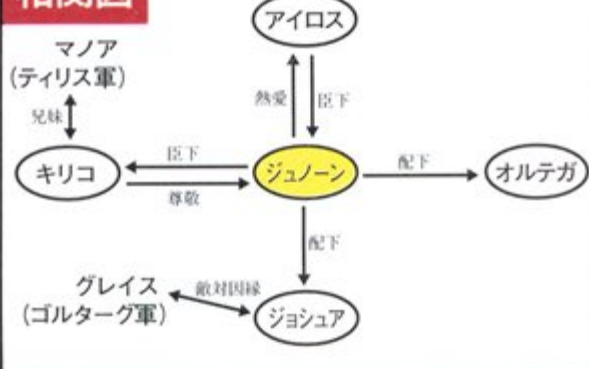 相関図
アイロス
マノア
(ティリス軍)
熱愛
臣下
兄妹
臣下
配下
キリコ
ジュノーン
オルテガ
尊敬
配下
グレイス
敵対因縁
(ゴルターグ軍)
ジョシュア